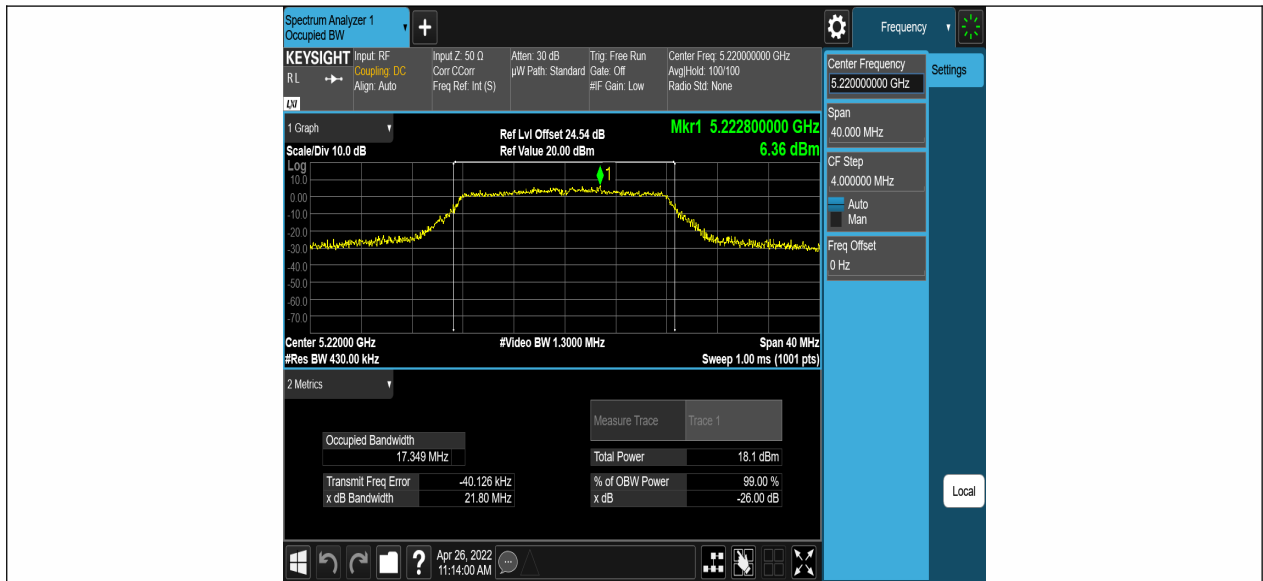 Spectrum Analyzer 1
Occupied BW
+
Frequency
KEYSIGHT
RL
LXI
Input: RF
Coupling: DC
Align: Auto
Input Z: 50 Ω
Corr CCorr
Freq Ref: Int (S)
Atten: 30 dB
µW Path: Standard
Trig: Free Run
Gate: Off
#IF Gain: Low
Center Freq: 5.220000000 GHz
Avg|Hold: 100/100
Radio Std: None
Center Frequency
5.220000000 GHz
Settings
Span
40.000 MHz
CF Step
4.000000 MHz
Auto
Man
Freq Offset
0 Hz
Local
1 Graph
Scale/Div 10.0 dB
Ref Lvl Offset 24.54 dB
Ref Value 20.00 dBm
Mkr1 5.222800000 GHz
6.36 dBm
Log
10.0
0.00
-10.0
-20.0
-30.0
-40.0
-50.0
-60.0
-70.0
1
Center 5.22000 GHz
#Video BW 1.3000 MHz
Span 40 MHz
#Res BW 430.00 kHz
Sweep 1.00 ms (1001 pts)
2 Metrics
Measure Trace
Trace 1
Occupied Bandwidth
17.349 MHz
Total Power
18.1 dBm
Transmit Freq Error
-40.126 kHz
% of OBW Power
99.00 %
x dB Bandwidth
21.80 MHz
x dB
-26.00 dB
?
Apr 26, 2022
11:14:00 AM